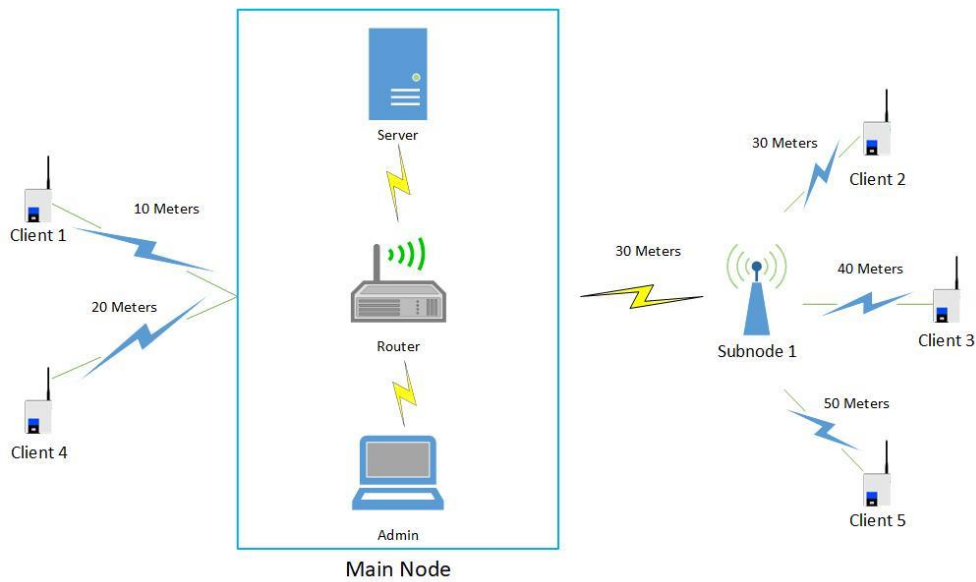 Server
30 Meters
Client 2
Client 1
10 Meters
30 Meters
40 Meters
20 Meters
Router
Subnode 1
Client 3
50 Meters
Client 4
Admin
Client 5
Main Node